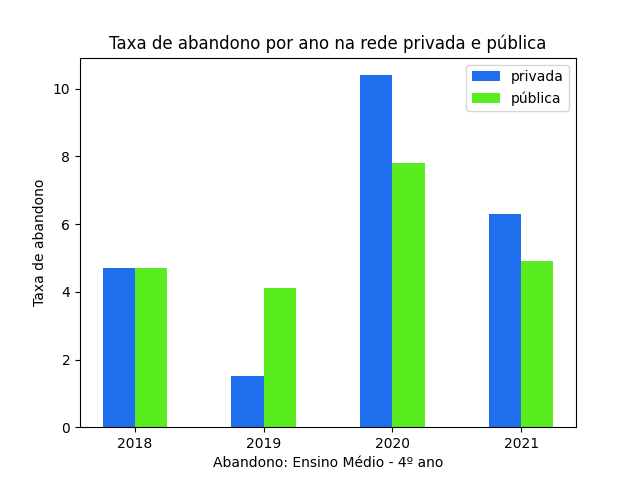 Taxa de abandono por ano na rede privada e pública
privada
pública
Taxa de abandono
10
8
6
4
2
0
2018 2019 2020 2021
Abandono: Ensino Médio - 4º ano